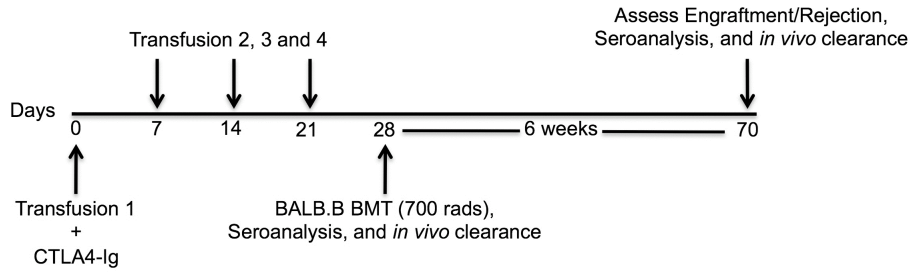 Assess Engraftment/Rejection,
Seroanalysis, and in vivo clearance
Transfusion 2, 3 and 4
Days
0 7 14 21 28 6 weeks 70
Transfusion 1
+
CTLA4-Ig
BALB.B BMT (700 rads),
Seroanalysis, and in vivo clearance